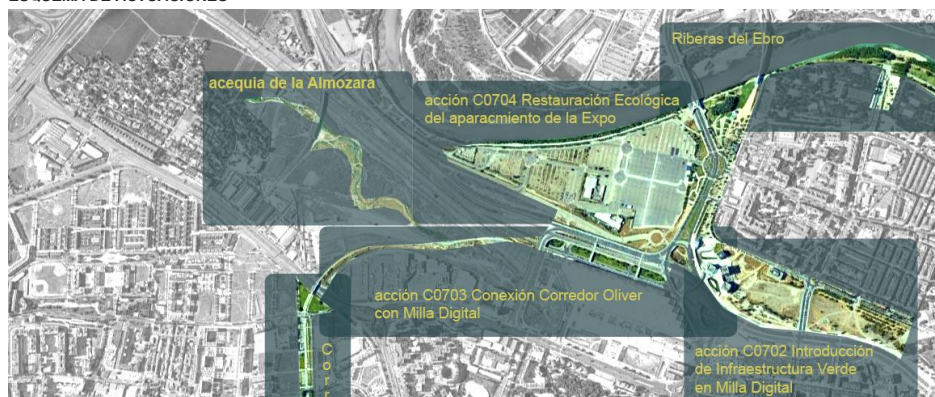 Riberas del Ebro
acequia de la Almozara
acción C0704 Restauración Ecológica
del aparacmiento de la Expo
acción C0703 Conexión Corredor Oliver
con Milla Digital
acción C0702 Introducción
de Infraestructura Verde
en Milla Digital
C
o
r
r